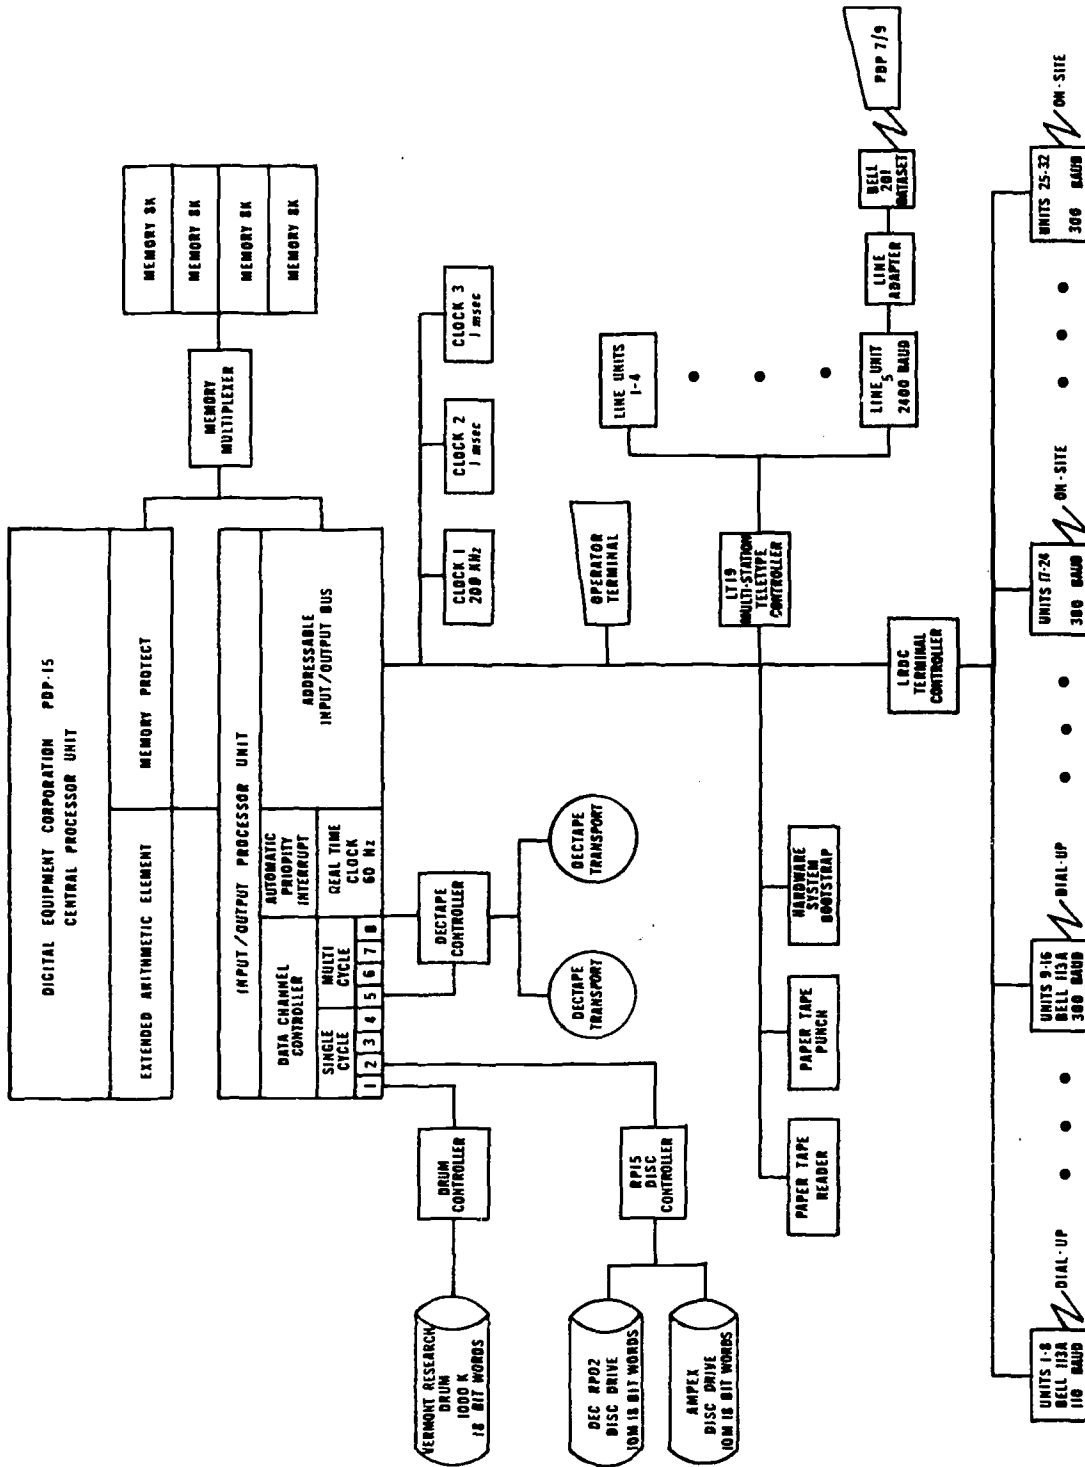 DIGITAL EQUIPMENT CORPORATION PDP-15
CENTRAL PROCESSOR UNIT
EXTENDED ARITHMETIC ELEMENT
MEMORY PROTECT
INPUT/OUTPUT PROCESSOR UNIT
DATA CHANNEL
CONTROLLER
AUTOMATIC
PRIORITY
INTERRUPT
ADDRESSABLE
INPUT/OUTPUT BUS
SINGLE
CYCLE
MULTI
CYCLE
REAL TIME
CLOCK
60 Hz
1 2 3 4 5 6 7 8
MEMORY
MULTIPLEXER
MEMORY 8K
MEMORY 8K
MEMORY 8K
MEMORY 8K
VERMONT RESEARCH
DRUM
1000 K
18 BIT WORDS
DRUM
CONTROLLER
DECTAPE
CONTROLLER
CLOCK 1
200 KHz
CLOCK 2
1 msec
CLOCK 3
1 msec
DECTAPE
TRANSPORT
DECTAPE
TRANSPORT
DEC RP02
DISC DRIVE
10M 18 BIT WORDS
AMPEX
DISC DRIVE
10M 18 BIT WORDS
RP15
DISC
CONTROLLER
OPERATOR
TERMINAL
LINE UNITS
1-4
PAPER TAPE
READER
PAPER TAPE
PUNCH
HARDWARE
SYSTEM
BOOTSTRAP
LT19
MULTI-STATION
TELETYPE
CONTROLLER
LINE UNIT
5
2400 BAUD
LINE
ADAPTER
BELL
201
DATASET
PDP 7/9
LRDC
TERMINAL
CONTROLLER
UNITS 1-8
BELL 113A
110 BAUD
DIAL-UP
UNITS 9-16
BELL 113A
300 BAUD
DIAL-UP
UNITS 17-24
300 BAUD
ON-SITE
UNITS 25-32
300 BAUD
ON-SITE